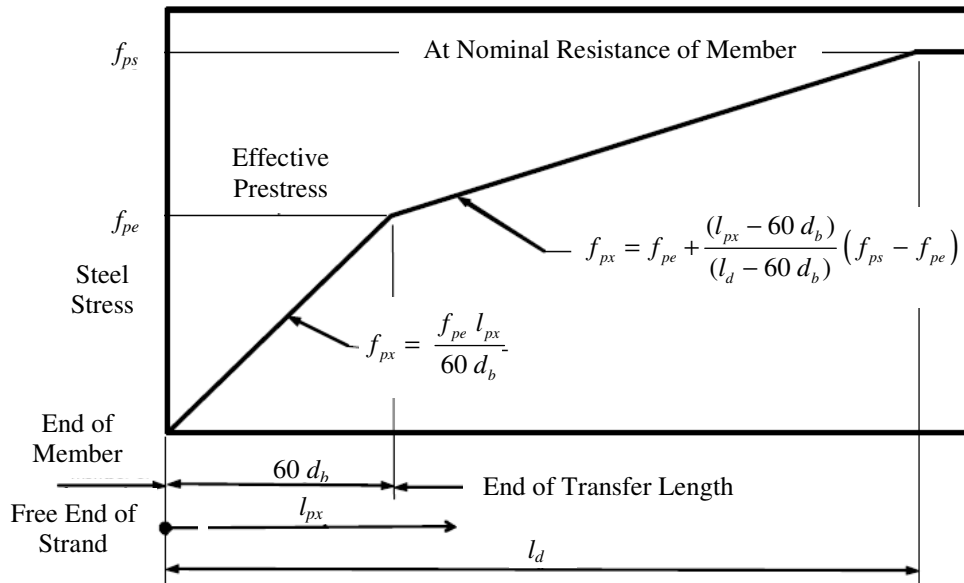 f_ps
At Nominal Resistance of Member
Effective
Prestress
f_pe
f_px = f_pe + (l_px − 60 d_b) / (l_d − 60 d_b) (f_ps − f_pe)
Steel
Stress
f_px = f_pe l_px / 60 d_b
End of
Member
60 d_b
End of Transfer Length
Free End of
Strand
l_px
l_d